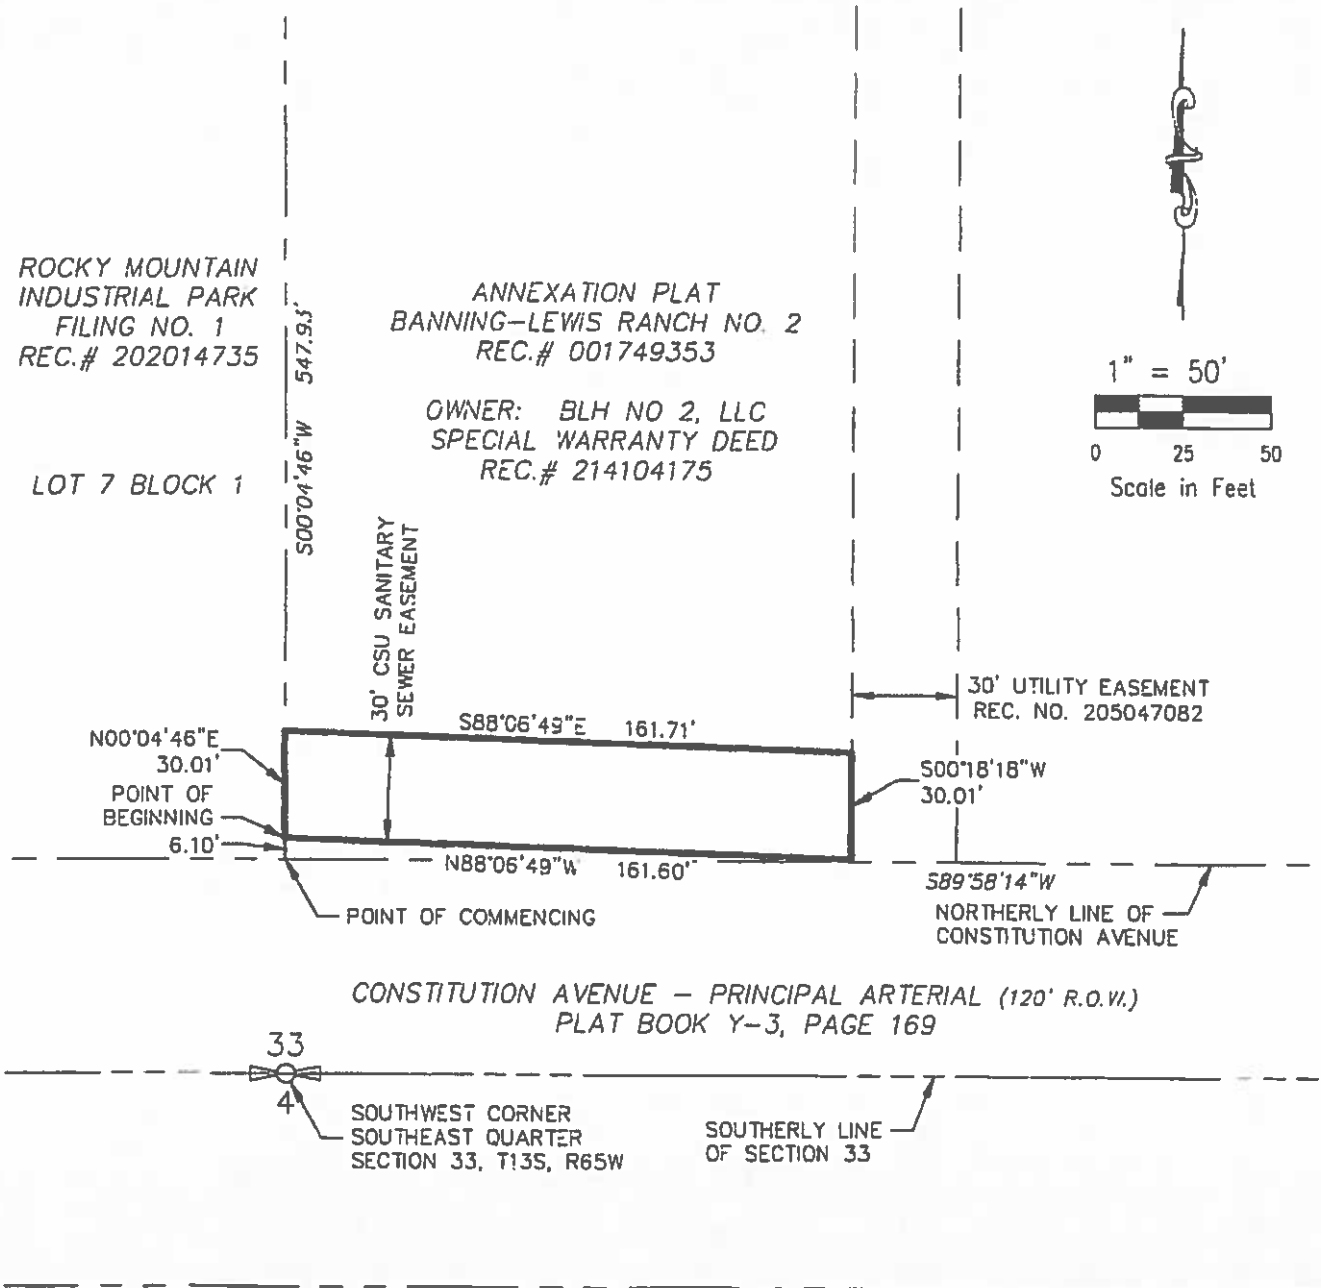 ROCKY MOUNTAIN
INDUSTRIAL PARK
FILING NO. 1
REC.# 202014735
LOT 7 BLOCK 1
S00°04'46"W 547.93'
ANNEXATION PLAT
BANNING-LEWIS RANCH NO. 2
REC.# 001749353
OWNER: BLH NO 2, LLC
SPECIAL WARRANTY DEED
REC.# 214104175
1" = 50'
0 25 50
Scale in Feet
30' CSU SANITARY
SEWER EASEMENT
30' UTILITY EASEMENT
REC. NO. 205047082
S88°06'49"E 161.71'
N00°04'46"E
30.01'
POINT OF
BEGINNING
6.10'
S00°18'18"W
30.01'
N88°06'49"W 161.60'
S89°58'14"W
POINT OF COMMENCING
NORTHERLY LINE OF
CONSTITUTION AVENUE
CONSTITUTION AVENUE - PRINCIPAL ARTERIAL (120' R.O.W.)
PLAT BOOK Y-3, PAGE 169
33
4
SOUTHWEST CORNER
SOUTHEAST QUARTER
SECTION 33, T13S, R65W
SOUTHERLY LINE
OF SECTION 33